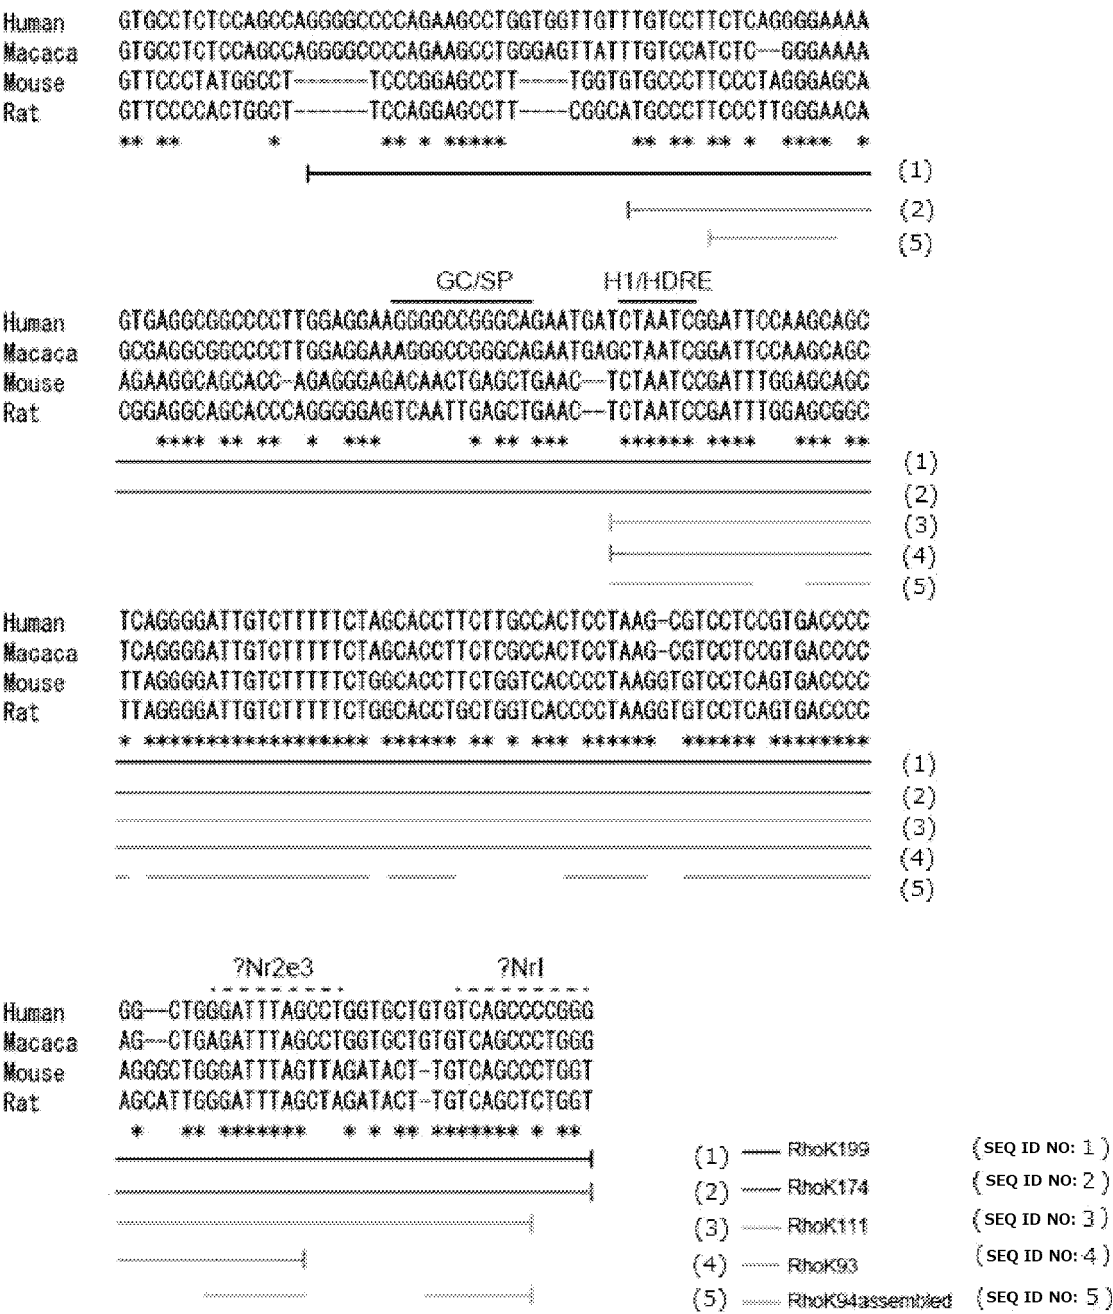 Human GTGCCTCTCCAGCCAGGGGCCCCAGAAGCCTGGTGGTTGTTTGTCCTTCTCAGGGGAAAA
Macaca GTGCCTCTCCAGCCAGGGGCCCCAGAAGCCTGGGAGTTATTTGTCCATCTC--GGGAAAA
Mouse GTTCCCTATGGCCT------TCCCGGAGCCTT----TGGTGTGCCCTTCCCTAGGGAGCA
Rat GTTCCCCACTGGCT------TCCAGGAGCCTT----CGGCATGCCCTTCCCTTGGGAACA
** ** * ** * ***** ** ** ** * **** *
(1)
(2)
(5)
GC/SP H1/HDRE
Human GTGAGGCGGCCCCTTGGAGGAAGGGGCCGGGCAGAATGATCTAATCGGATTCCAAGCAGC
Macaca GCGAGGCGGCCCCTTGGAGGAAAGGGCCGGGCAGAATGAGCTAATCGGATTCCAAGCAGC
Mouse AGAAGGCAGCACC-AGAGGGAGACAACTGAGCTGAAC--TCTAATCCGATTTGGAGCAGC
Rat CGGAGGCAGCACCCAGGGGGAGTCAATTGAGCTGAAC--TCTAATCCGATTTGGAGCGGC
**** ** ** * *** * ** *** ****** **** *** **
(1)
(2)
(3)
(4)
(5)
Human TCAGGGGATTGTCTTTTTCTAGCACCTTCTTGCCACTCCTAAG-CGTCCTCCGTGACCCC
Macaca TCAGGGGATTGTCTTTTTCTAGCACCTTCTCGCCACTCCTAAG-CGTCCTCCGTGACCCC
Mouse TTAGGGGATTGTCTTTTTCTGGCACCTTCTGGTCACCCCTAAGGTGTCCTCAGTGACCCC
Rat TTAGGGGATTGTCTTTTTCTGGCACCTGCTGGTCACCCCTAAGGTGTCCTCAGTGACCCC
* ****************** ****** ** * *** ****** ****** ********
(1)
(2)
(3)
(4)
(5)
?Nr2e3 ?Nrl
Human GG--CTGGGATTTAGCCTGGTGCTGTGTCAGCCCCGGG
Macaca AG--CTGAGATTTAGCCTGGTGCTGTGTCAGCCCTGGG
Mouse AGGGCTGGGATTTAGTTAGATACT-TGTCAGCCCTGGT
Rat AGCATTGGGATTTAGCTAGATACT-TGTCAGCTCTGGT
* ** ******* * * ** ******* * **
(1) RhoK199 (SEQ ID NO: 1)
(2) RhoK174 (SEQ ID NO: 2)
(3) RhoK111 (SEQ ID NO: 3)
(4) RhoK93 (SEQ ID NO: 4)
(5) RhoK94assembled (SEQ ID NO: 5)